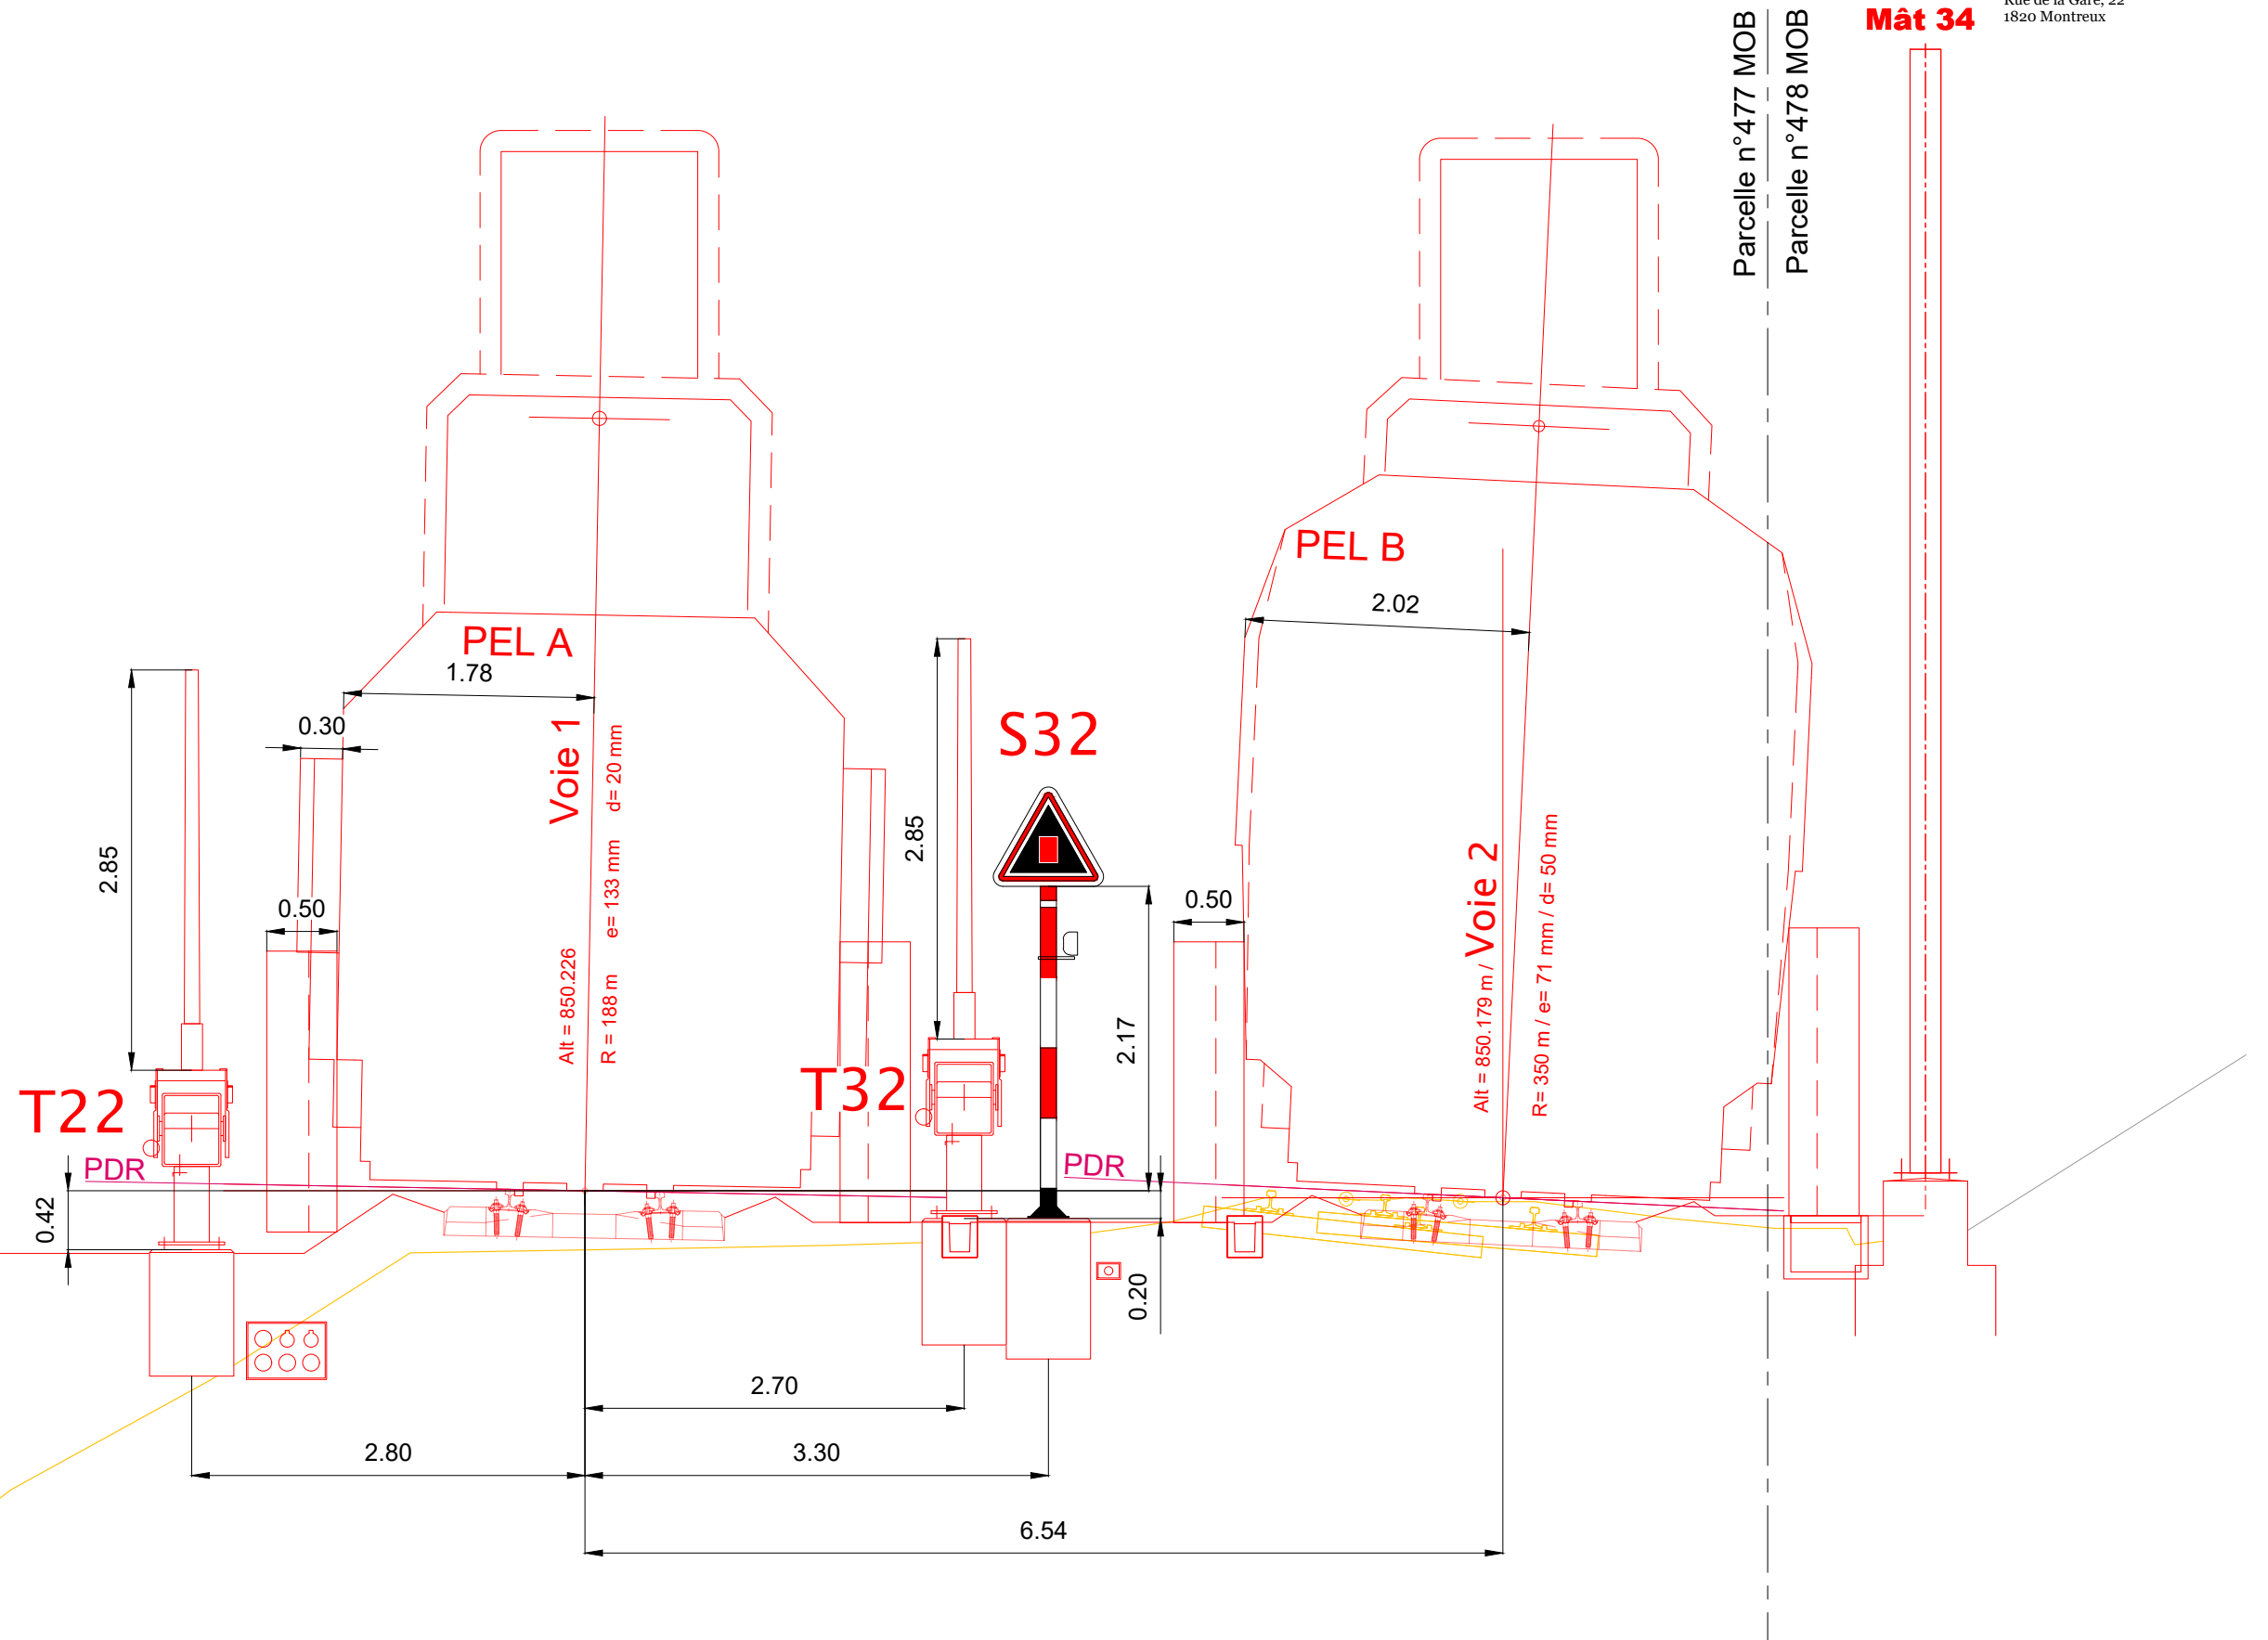 Rue de la Gare, 22
1820 Montreux
Mât 34
Parcelle n°477 MOB
Parcelle n°478 MOB
PEL A
1.78
0.30
2.85
0.50
Voie 1
d= 20 mm
e= 133 mm
R = 188 m
Alt = 850.226
T22
PDR
0.42
2.85
T32
S32
2.17
PDR
0.20
PEL B
2.02
0.50
Alt = 850.179 m / Voie 2
R= 350 m / e= 71 mm / d= 50 mm
2.70
2.80
3.30
6.54